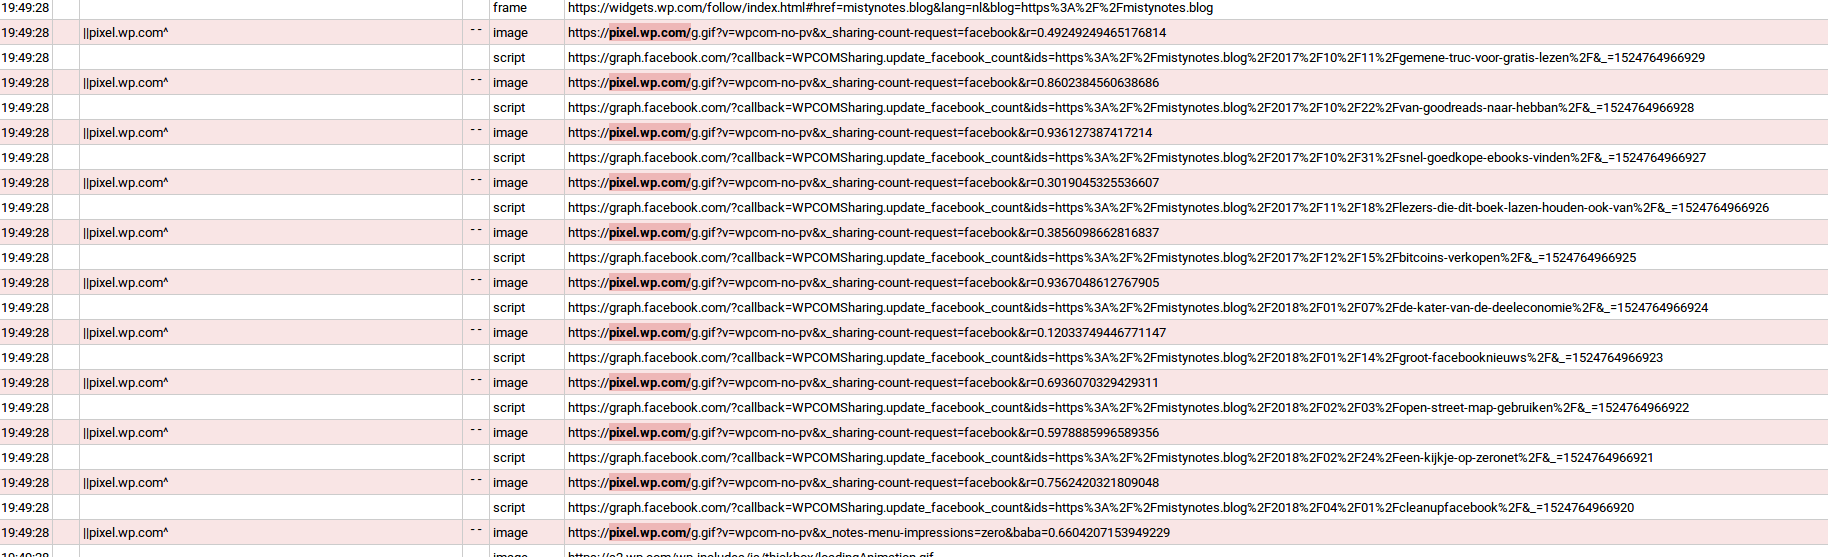 19:49:28 frame https://widgets.wp.com/follow/index.html#href=mistynotes.blog&lang=nl&blog=https%3A%2F%2Fmistynotes.blog
19:49:28 ||pixel.wp.com^ -- image https://pixel.wp.com/g.gif?v=wpcom-no-pv&x_sharing-count-request=facebook&r=0.49249249465176814
19:49:28 script https://graph.facebook.com/?callback=WPCOMSharing.update_facebook_count&ids=https%3A%2F%2Fmistynotes.blog%2F2017%2F10%2F11%2Fgemene-truc-voor-gratis-lezen%2F&_=1524764966929
19:49:28 ||pixel.wp.com^ -- image https://pixel.wp.com/g.gif?v=wpcom-no-pv&x_sharing-count-request=facebook&r=0.8602384560638686
19:49:28 script https://graph.facebook.com/?callback=WPCOMSharing.update_facebook_count&ids=https%3A%2F%2Fmistynotes.blog%2F2017%2F10%2F22%2Fvan-goodreads-naar-hebban%2F&_=1524764966928
19:49:28 ||pixel.wp.com^ -- image https://pixel.wp.com/g.gif?v=wpcom-no-pv&x_sharing-count-request=facebook&r=0.936127387417214
19:49:28 script https://graph.facebook.com/?callback=WPCOMSharing.update_facebook_count&ids=https%3A%2F%2Fmistynotes.blog%2F2017%2F10%2F31%2Fsnel-goedkope-ebooks-vinden%2F&_=1524764966927
19:49:28 ||pixel.wp.com^ -- image https://pixel.wp.com/g.gif?v=wpcom-no-pv&x_sharing-count-request=facebook&r=0.3019045325536607
19:49:28 script https://graph.facebook.com/?callback=WPCOMSharing.update_facebook_count&ids=https%3A%2F%2Fmistynotes.blog%2F2017%2F11%2F18%2Flezers-die-dit-boek-lazen-houden-ook-van%2F&_=1524764966926
19:49:28 ||pixel.wp.com^ -- image https://pixel.wp.com/g.gif?v=wpcom-no-pv&x_sharing-count-request=facebook&r=0.3856098662816837
19:49:28 script https://graph.facebook.com/?callback=WPCOMSharing.update_facebook_count&ids=https%3A%2F%2Fmistynotes.blog%2F2017%2F12%2F15%2Fbitcoins-verkopen%2F&_=1524764966925
19:49:28 ||pixel.wp.com^ -- image https://pixel.wp.com/g.gif?v=wpcom-no-pv&x_sharing-count-request=facebook&r=0.9367048612767905
19:49:28 script https://graph.facebook.com/?callback=WPCOMSharing.update_facebook_count&ids=https%3A%2F%2Fmistynotes.blog%2F2018%2F01%2F07%2Fde-kater-van-de-deeleconomie%2F&_=1524764966924
19:49:28 ||pixel.wp.com^ -- image https://pixel.wp.com/g.gif?v=wpcom-no-pv&x_sharing-count-request=facebook&r=0.12033749446771147
19:49:28 script https://graph.facebook.com/?callback=WPCOMSharing.update_facebook_count&ids=https%3A%2F%2Fmistynotes.blog%2F2018%2F01%2F14%2Fgroot-facebooknieuws%2F&_=1524764966923
19:49:28 ||pixel.wp.com^ -- image https://pixel.wp.com/g.gif?v=wpcom-no-pv&x_sharing-count-request=facebook&r=0.6936070329429311
19:49:28 script https://graph.facebook.com/?callback=WPCOMSharing.update_facebook_count&ids=https%3A%2F%2Fmistynotes.blog%2F2018%2F02%2F03%2Fopen-street-map-gebruiken%2F&_=1524764966922
19:49:28 ||pixel.wp.com^ -- image https://pixel.wp.com/g.gif?v=wpcom-no-pv&x_sharing-count-request=facebook&r=0.5978885996589356
19:49:28 script https://graph.facebook.com/?callback=WPCOMSharing.update_facebook_count&ids=https%3A%2F%2Fmistynotes.blog%2F2018%2F02%2F24%2Feen-kijkje-op-zeronet%2F&_=1524764966921
19:49:28 ||pixel.wp.com^ -- image https://pixel.wp.com/g.gif?v=wpcom-no-pv&x_sharing-count-request=facebook&r=0.7562420321809048
19:49:28 script https://graph.facebook.com/?callback=WPCOMSharing.update_facebook_count&ids=https%3A%2F%2Fmistynotes.blog%2F2018%2F04%2F01%2Fcleanupfacebook%2F&_=1524764966920
19:49:28 ||pixel.wp.com^ -- image https://pixel.wp.com/g.gif?v=wpcom-no-pv&x_notes-menu-impressions=zero&baba=0.6604207153949229